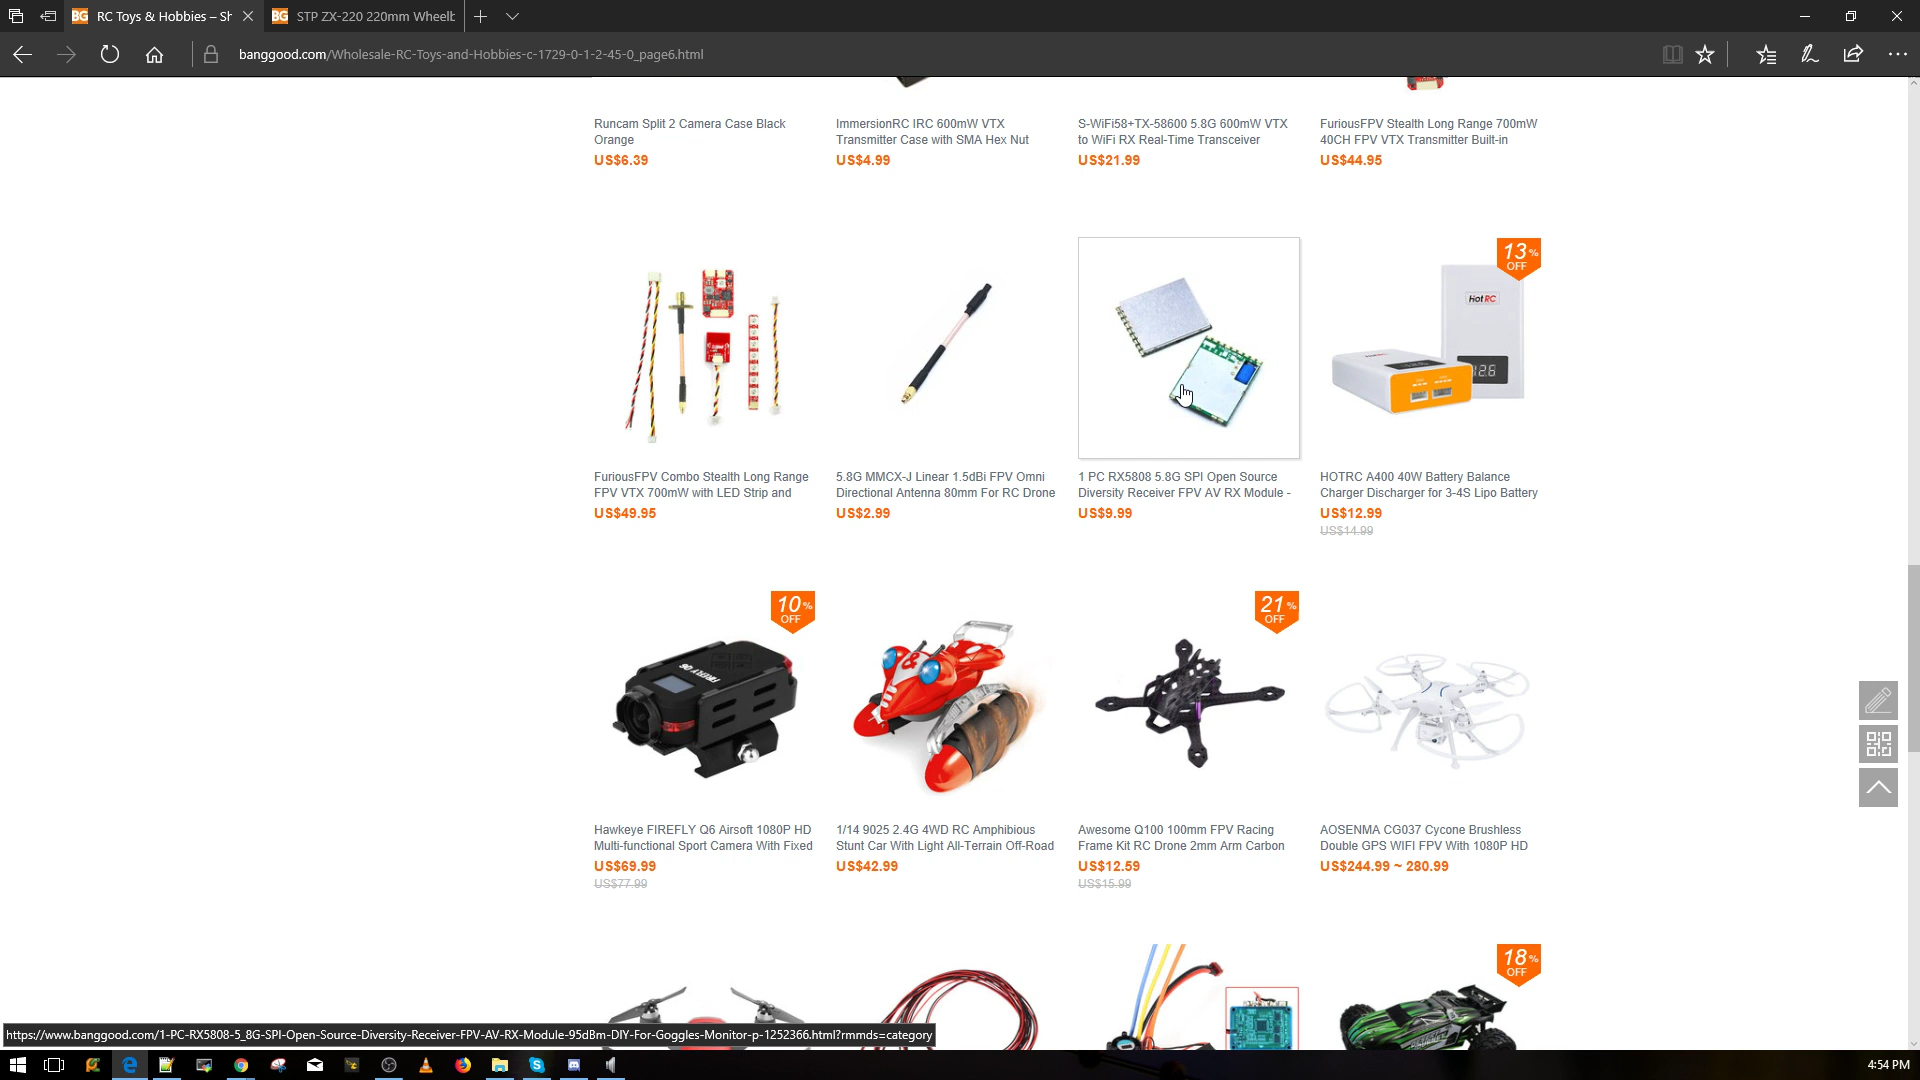 RC Toys & Hobbies – Sh
STP ZX-220 220mm Wheelb
banggood.com/Wholesale-RC-Toys-and-Hobbies-c-1729-0-1-2-45-0_page6.html
Runcam Split 2 Camera Case Black
Orange
US$6.39
ImmersionRC IRC 600mW VTX
Transmitter Case with SMA Hex Nut
US$4.99
S-WiFi58+TX-58600 5.8G 600mW VTX
to WiFi RX Real-Time Transceiver
US$21.99
FuriousFPV Stealth Long Range 700mW
40CH FPV VTX Transmitter Built-in
US$44.95
13%
OFF
Hot RC
12.6
FuriousFPV Combo Stealth Long Range
FPV VTX 700mW with LED Strip and
US$49.95
5.8G MMCX-J Linear 1.5dBi FPV Omni
Directional Antenna 80mm For RC Drone
US$2.99
1 PC RX5808 5.8G SPI Open Source
Diversity Receiver FPV AV RX Module -
US$9.99
HOTRC A400 40W Battery Balance
Charger Discharger for 3-4S Lipo Battery
US$12.99
US$14.99
10%
OFF
FIREFLY Q6
21%
OFF
Hawkeye FIREFLY Q6 Airsoft 1080P HD
Multi-functional Sport Camera With Fixed
US$69.99
US$77.99
1/14 9025 2.4G 4WD RC Amphibious
Stunt Car With Light All-Terrain Off-Road
US$42.99
Awesome Q100 100mm FPV Racing
Frame Kit RC Drone 2mm Arm Carbon
US$12.59
US$15.99
AOSENMA CG037 Cycone Brushless
Double GPS WIFI FPV With 1080P HD
US$244.99 ~ 280.99
18%
OFF
https://www.banggood.com/1-PC-RX5808-5_8G-SPI-Open-Source-Diversity-Receiver-FPV-AV-RX-Module-95dBm-DIY-For-Goggles-Monitor-p-1252366.html?rmmds=category
4:54 PM